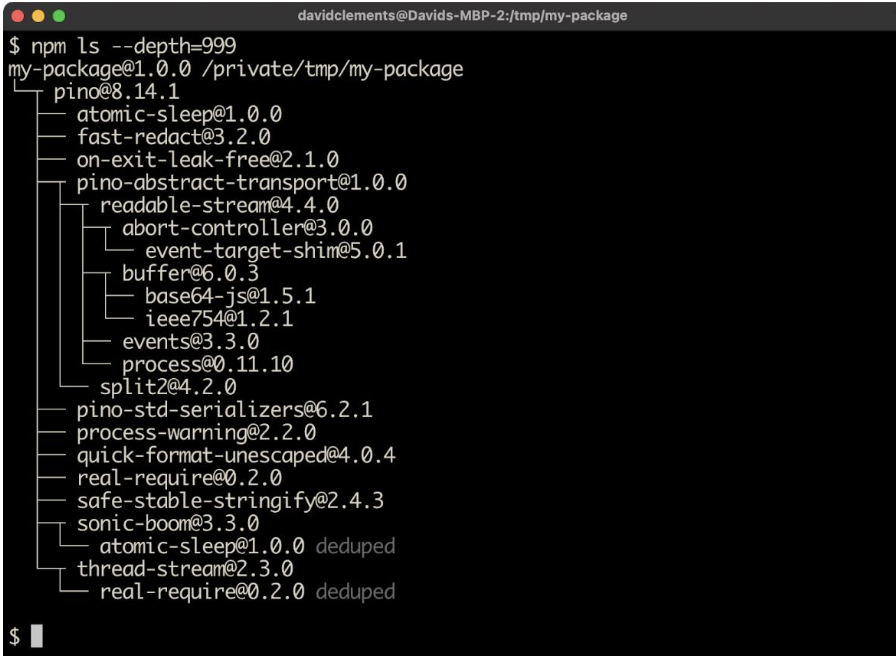 davidclements@Davids-MBP-2:/tmp/my-package
$ npm ls --depth=999
my-package@1.0.0 /private/tmp/my-package
└─┬ pino@8.14.1
  ├── atomic-sleep@1.0.0
  ├── fast-redact@3.2.0
  ├── on-exit-leak-free@2.1.0
  ├─┬ pino-abstract-transport@1.0.0
  │ ├─┬ readable-stream@4.4.0
  │ │ ├─┬ abort-controller@3.0.0
  │ │ │ └── event-target-shim@5.0.1
  │ │ ├─┬ buffer@6.0.3
  │ │ │ ├── base64-js@1.5.1
  │ │ │ └── ieee754@1.2.1
  │ │ ├── events@3.3.0
  │ │ └── process@0.11.10
  │ └── split2@4.2.0
  ├── pino-std-serializers@6.2.1
  ├── process-warning@2.2.0
  ├── quick-format-unescaped@4.0.4
  ├── real-require@0.2.0
  ├── safe-stable-stringify@2.4.3
  ├─┬ sonic-boom@3.3.0
  │ └── atomic-sleep@1.0.0 deduped
  └─┬ thread-stream@2.3.0
    └── real-require@0.2.0 deduped
$